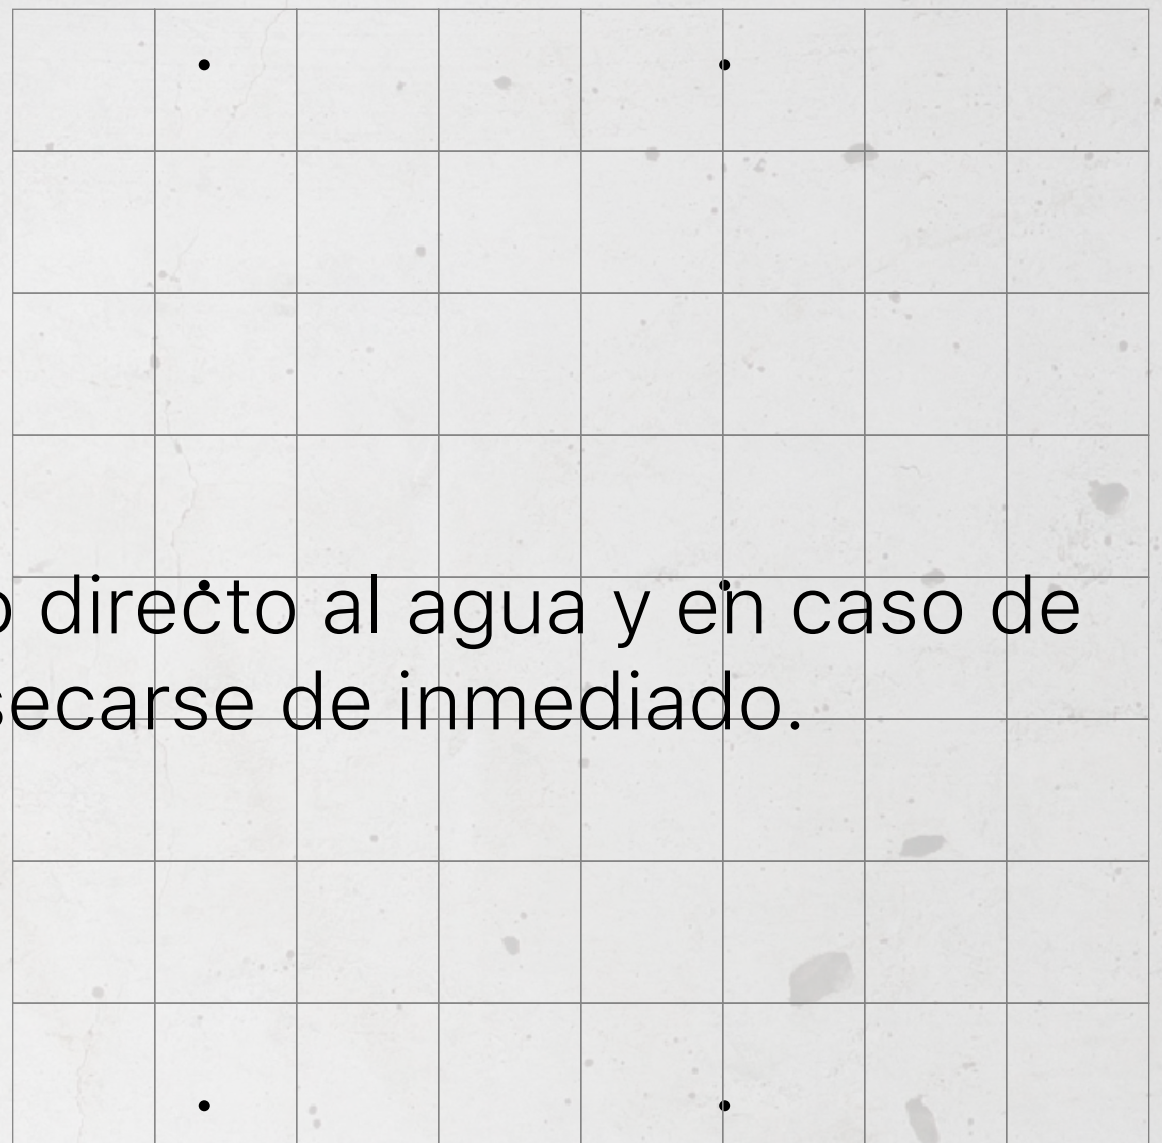 directo al agua y en caso de
secarse de inmediado.